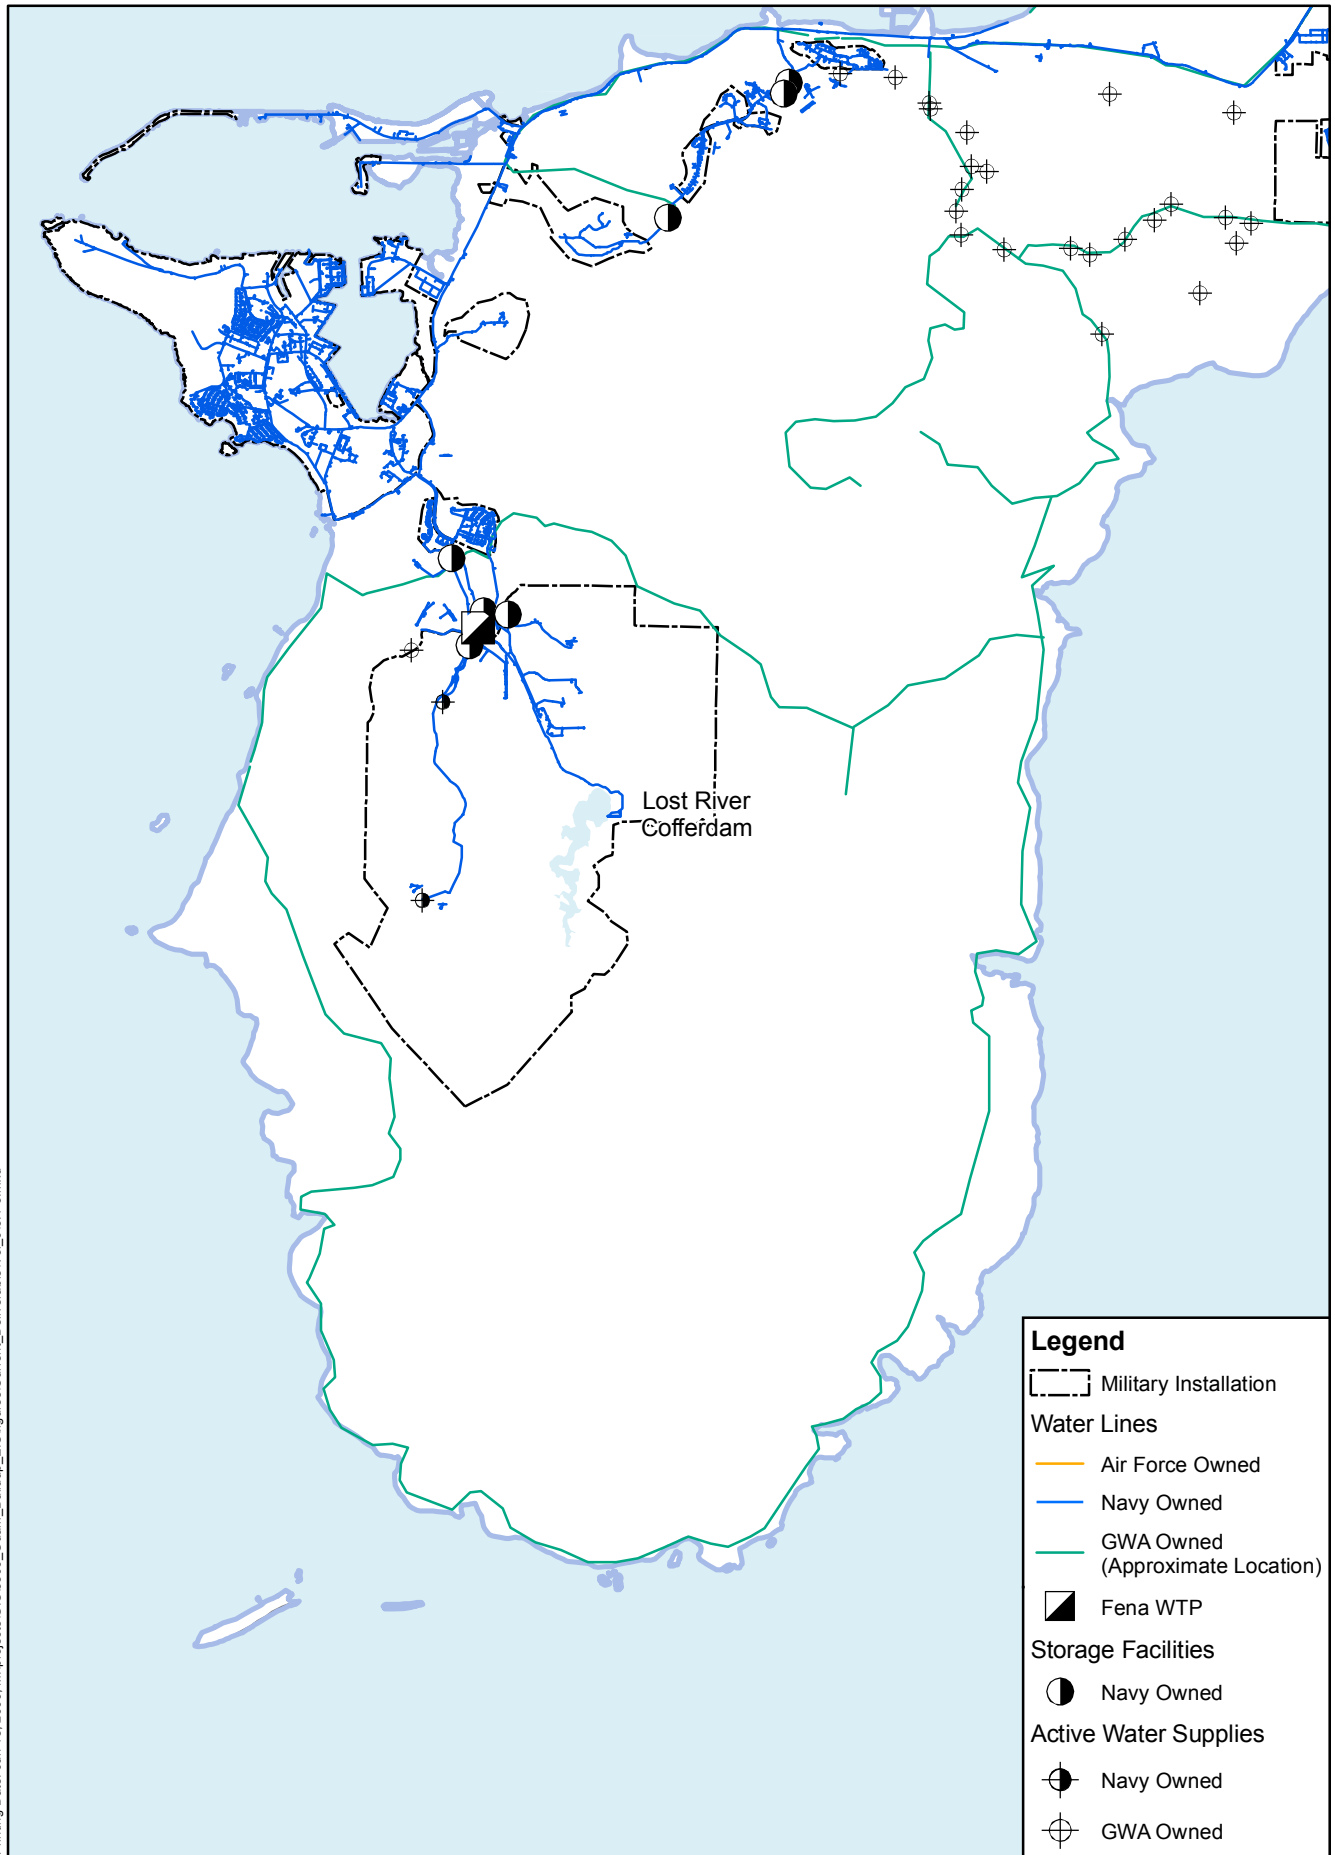 Lost River
Cofferdam
Legend
Military Installation
Water Lines
Air Force Owned
Navy Owned
GWA Owned
(Approximate Location)
Fena WTP
Storage Facilities
Navy Owned
Active Water Supplies
Navy Owned
GWA Owned